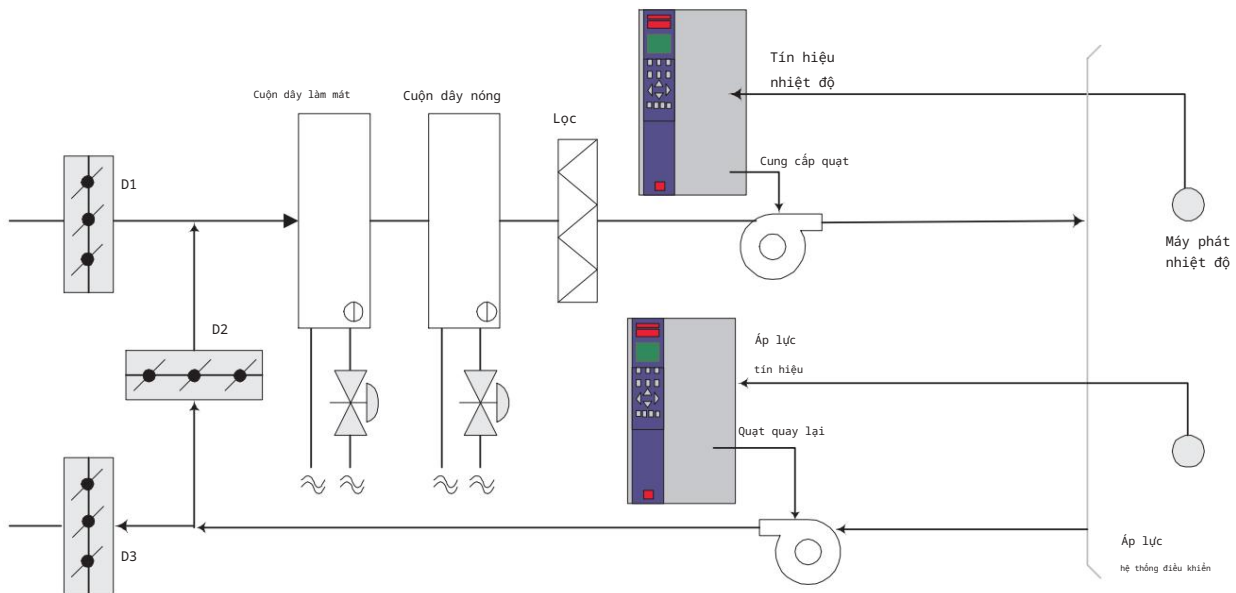 Tín hiệu
nhiệt độ
Cuộn dây làm mát
Cuộn dây nóng
Lọc
Cung cấp quạt
D1
Máy phát
nhiệt độ
D2
Áp lực
tín hiệu
Quạt quay lại
D3
Áp lực
hệ thống điều khiển